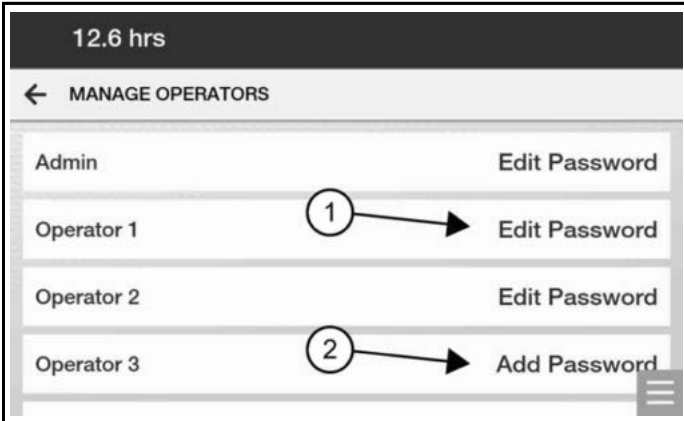 12.6 hrs
← MANAGE OPERATORS
Admin Edit Password
Operator 1 1 Edit Password
Operator 2 Edit Password
Operator 3 2 Add Password